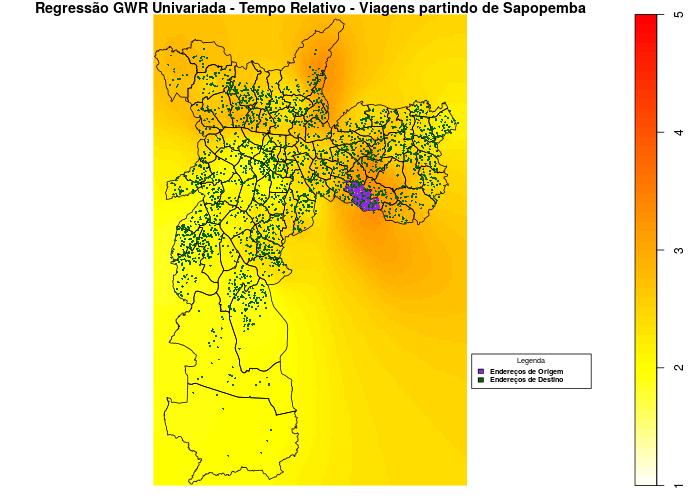 Regressão GWR Univariada - Tempo Relativo - Viagens partindo de Sapopemba
5
4
3
2
1
Legenda
Endereços de Origem
Endereços de Destino